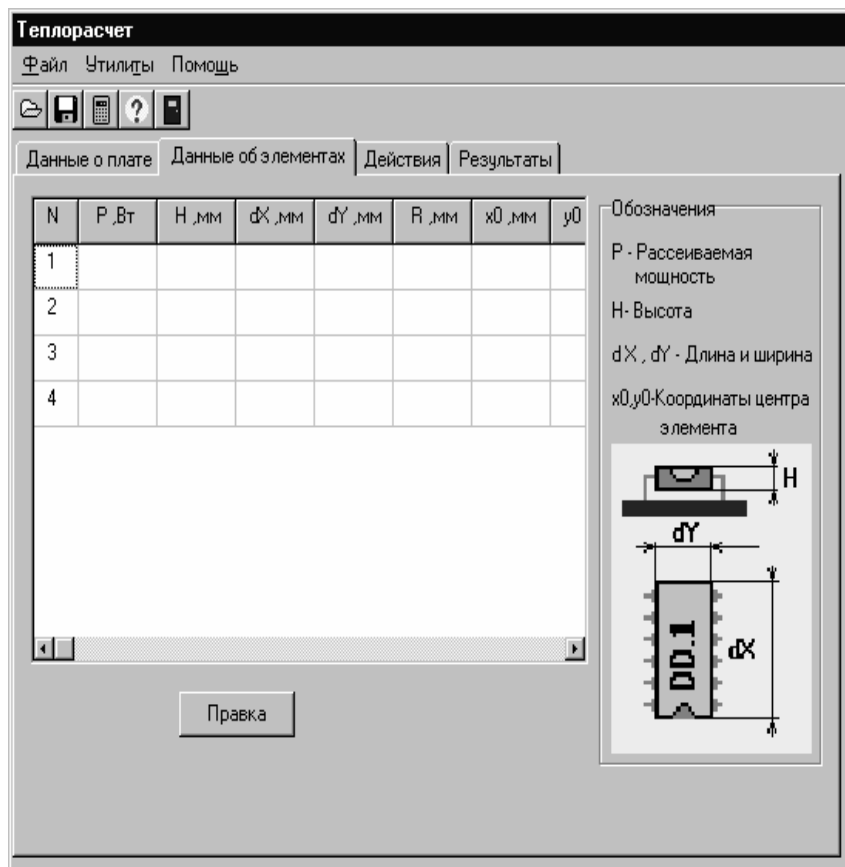 Теплорасчет
Файл Утилиты Помощь
?
Данные о плате Данные об элементах Действия Результаты
N P ,Вт H ,мм dX ,мм dY ,мм R ,мм x0 ,мм y0
1
2
3
4
Обозначения
P - Рассеиваемая
мощность
H- Высота
dX , dY - Длина и ширина
x0,y0-Координаты центра
элемента
H
dY
DD.1
dX
Правка